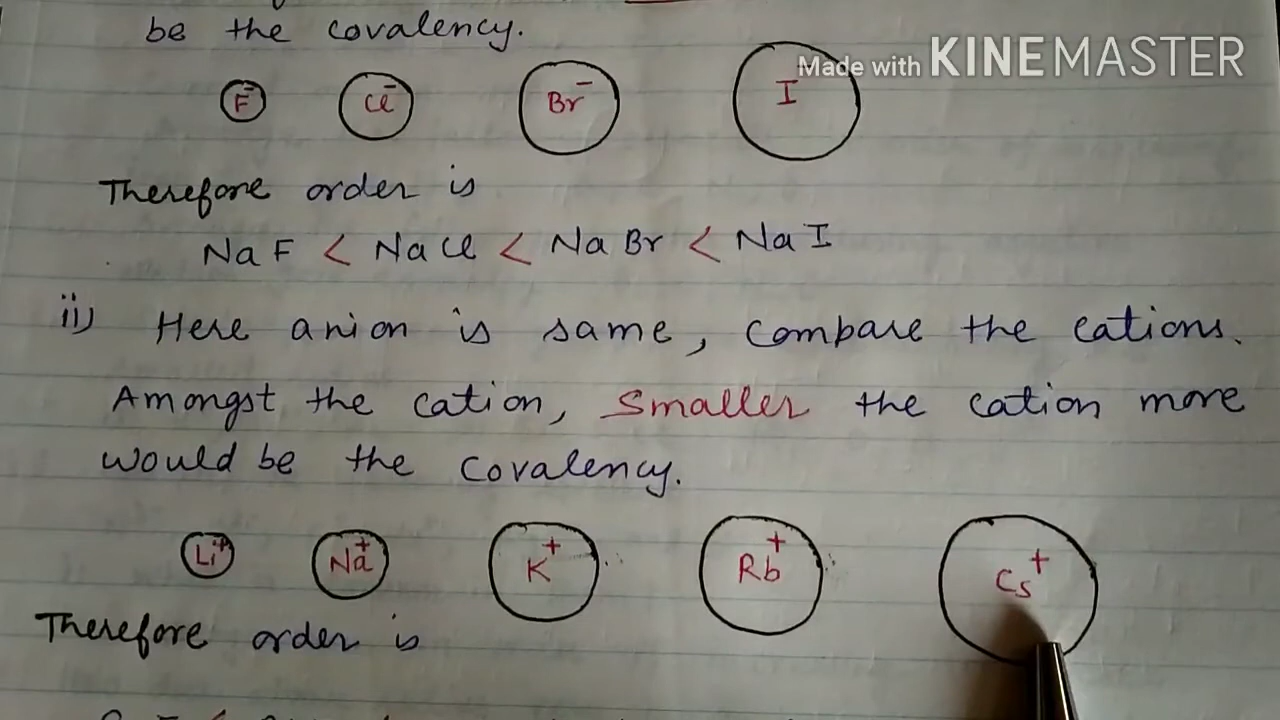 be the covalency.
Made with KINEMASTER
F⁻ Cl⁻ Br⁻ I
Therefore order is
NaF < NaCl < NaBr < NaI
ii) Here anion is same, Compare the cations.
Amongst the cation, Smaller the cation more
would be the covalency.
Li⁺ Na⁺ K⁺ Rb⁺ Cs⁺
Therefore order is